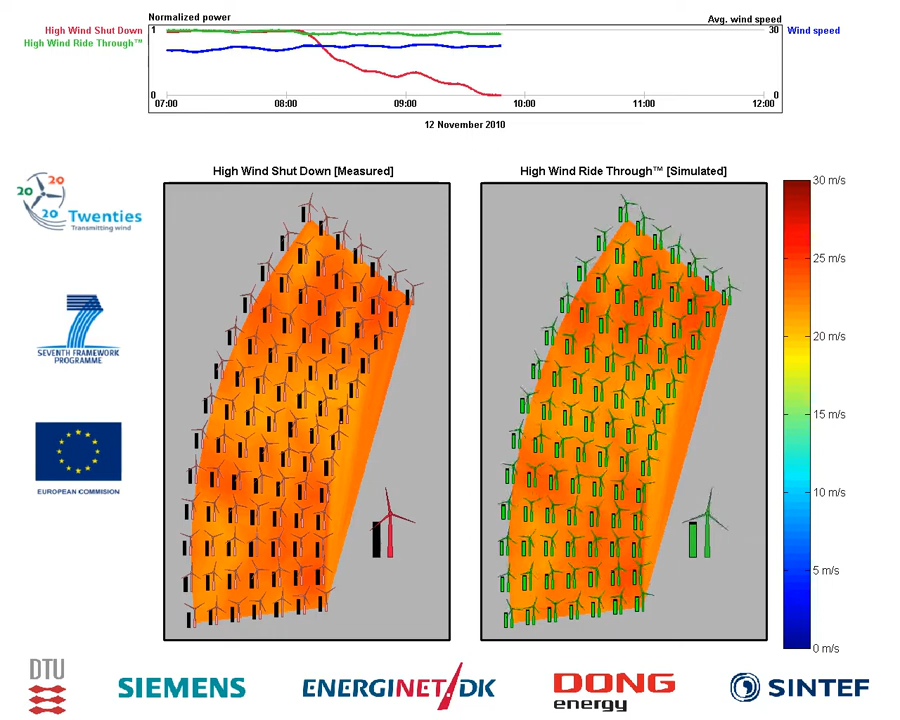 Normalized power
Avg. wind speed
High Wind Shut Down
High Wind Ride Through™
1
30
Wind speed
0
0
07:00 08:00 09:00 10:00 11:00 12:00
12 November 2010
High Wind Shut Down [Measured]
High Wind Ride Through™ [Simulated]
20 20
20 Twenties
Transmitting wind
7
SEVENTH FRAMEWORK
PROGRAMME
EUROPEAN COMMISION
30 m/s
25 m/s
20 m/s
15 m/s
10 m/s
5 m/s
0 m/s
DTU
SIEMENS
ENERGINET/DK
DONG
energy
SINTEF